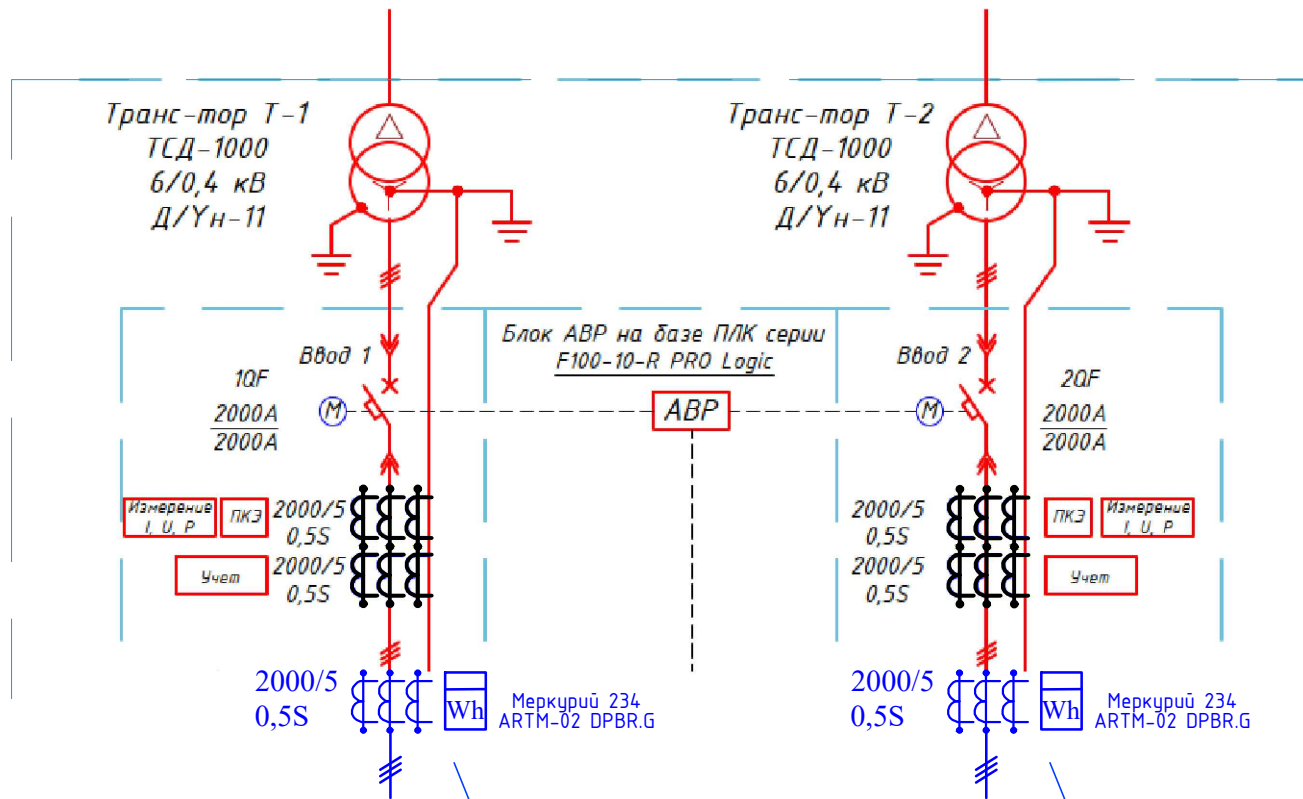 Транс-тор Т-1
ТСД-1000
6/0,4 кВ
Д/Үн-11
Транс-тор Т-2
ТСД-1000
6/0,4 кВ
Д/Үн-11
Блок АВР на базе ПЛК серии
F100-10-R PRO Logic
Ввод 1
1QF
2000А
2000А
М
АВР
Ввод 2
2QF
2000А
2000А
М
Измерение
I, U, P
ПКЭ
2000/5
0,5S
Учет
2000/5
0,5S
2000/5
0,5S
ПКЭ
Измерение
I, U, P
2000/5
0,5S
Учет
2000/5
0,5S
Wh
Меркурий 234
ARTM-02 DPBR.G
2000/5
0,5S
Wh
Меркурий 234
ARTM-02 DPBR.G